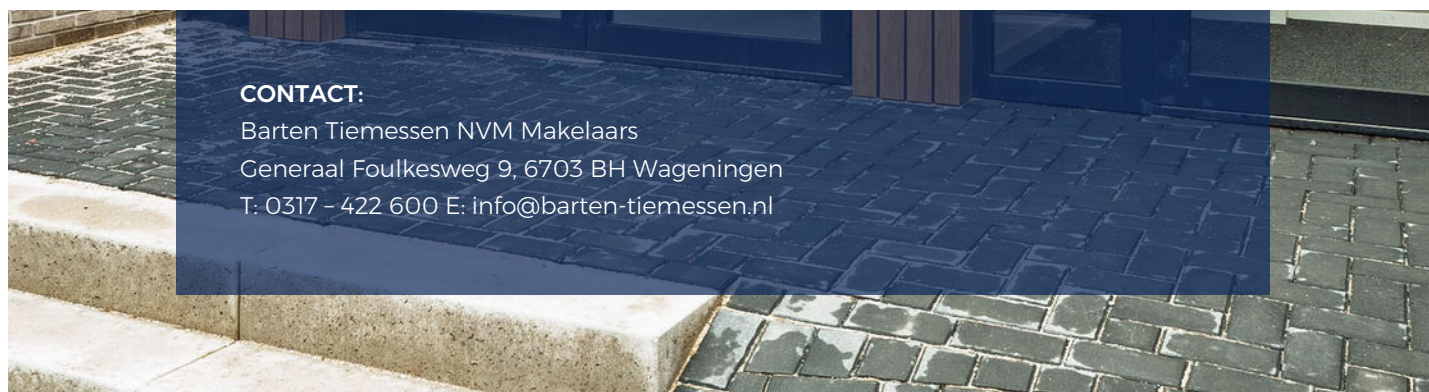 CONTACT:
Barten Tiemessen NVM Makelaars
Generaal Foulkesweg 9, 6703 BH Wageningen
T: 0317 – 422 600 E: info@barten-tiemessen.nl